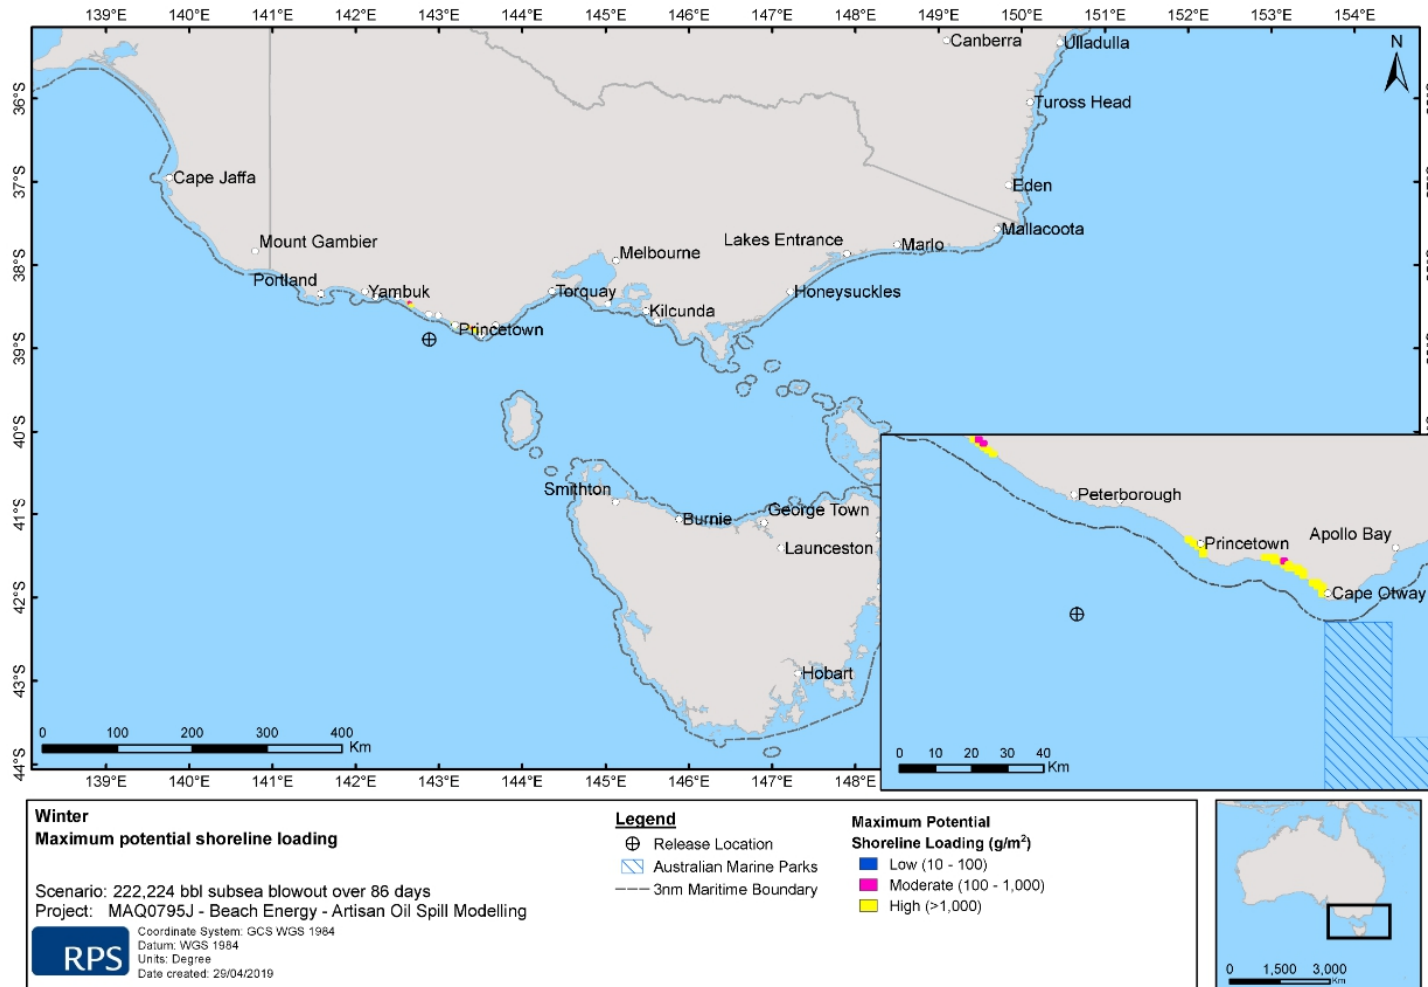 139°E 140°E 141°E 142°E 143°E 144°E 145°E 146°E 147°E 148°E 149°E 150°E 151°E 152°E 153°E 154°E
36°S
37°S
38°S
39°S
40°S
41°S
42°S
43°S
44°S
N
Canberra
Ulladulla
Tuross Head
Cape Jaffa
Eden
Mallacoota
Mount Gambier
Melbourne
Lakes Entrance
Marlo
Portland
Yambuk
Torquay
Honeysuckles
Kilcunda
Princetown
Smithton
Burnie
George Town
Launceston
Hobart
0 100 200 300 400
Km
Peterborough
Princetown
Apollo Bay
Cape Otway
0 10 20 30 40
Km
139°E 140°E 141°E 142°E 143°E 144°E 145°E 146°E 147°E 148°E
Winter
Maximum potential shoreline loading
Scenario: 222,224 bbl subsea blowout over 86 days
Project: MAQ0795J - Beach Energy - Artisan Oil Spill Modelling
RPS
Coordinate System: GCS WGS 1984
Datum: WGS 1984
Units: Degree
Date created: 29/04/2019
Legend
Release Location
Australian Marine Parks
3nm Maritime Boundary
Maximum Potential
Shoreline Loading (g/m²)
Low (10 - 100)
Moderate (100 - 1,000)
High (>1,000)
0 1,500 3,000
Km